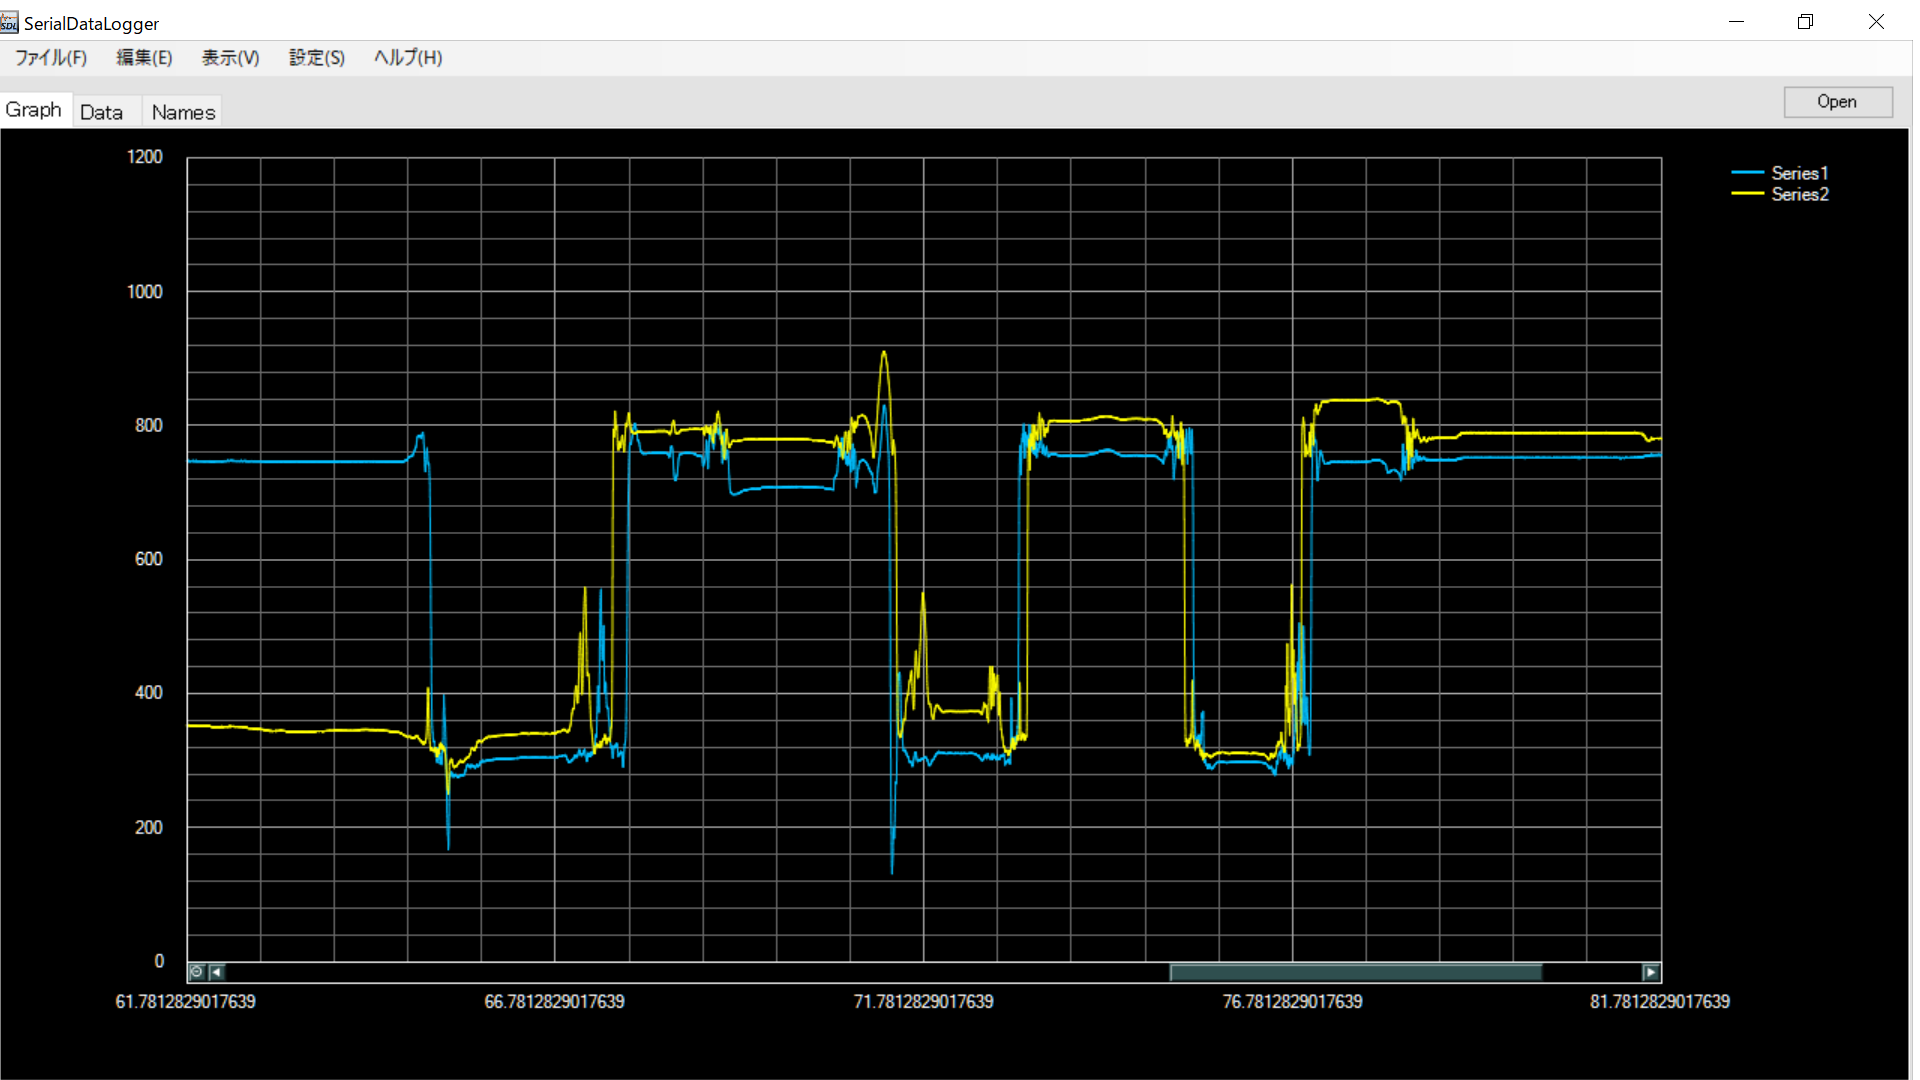 SDL SerialDataLogger
ファイル(F) 編集(E) 表示(V) 設定(S) ヘルプ(H)
Graph Data Names Open
1200
1000
800
600
400
200
0
Series1
Series2
61.7812829017639 66.7812829017639 71.7812829017639 76.7812829017639 81.7812829017639